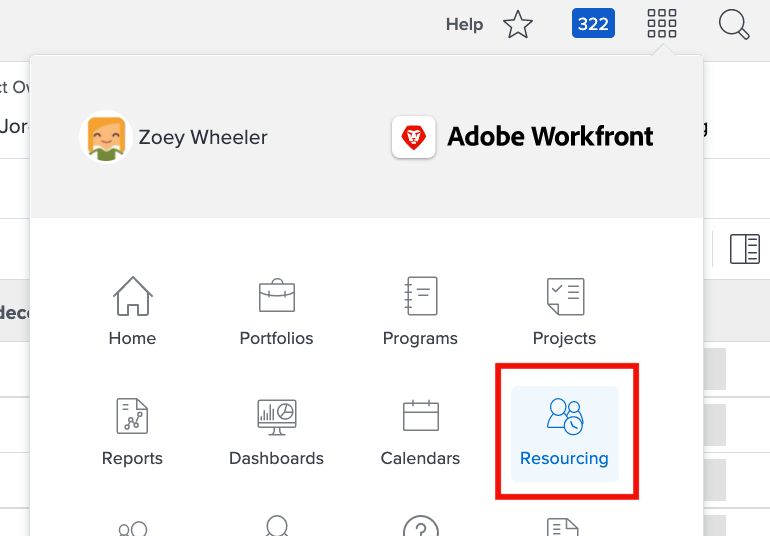 Help
322
ct Ow
Jor
g
Zoey Wheeler
Adobe Workfront
Home
Portfolios
Programs
Projects
dec
Reports
Dashboards
Calendars
Resourcing